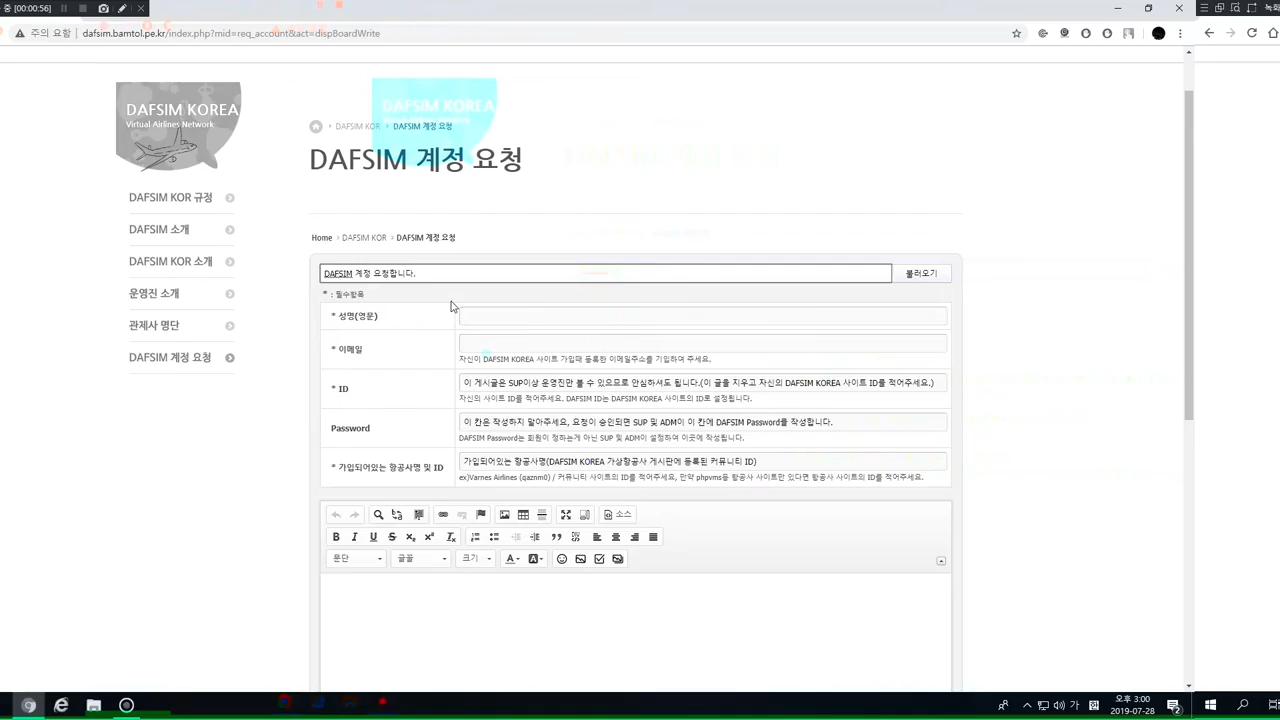 중 [00:00:56]
녹화
주의 요함 dafsim.bamtol.pe.kr/index.php?mid=req_account&act=dispBoardWrite
DAFSIM KOREA
Virtual Airlines Network
DAFSIM KOREA
DAFSIM KOR DAFSIM 계정 요청
DAFSIM 계정 요청
DAFSIM KOR 규정
DAFSIM 소개
DAFSIM KOR 소개
운영진 소개
관제사 명단
DAFSIM 계정 요청
Home DAFSIM KOR DAFSIM 계정 요청
DAFSIM 계정 요청합니다.
불러오기
* : 필수항목
* 성명(영문)
* 이메일
자신이 DAFSIM KOREA 사이트 가입때 등록한 이메일주소를 기입하여 주세요.
* ID
이 게시글은 SUP이상 운영진만 볼 수 있으므로 안심하셔도 됩니다.(이 글을 지우고 자신의 DAFSIM KOREA 사이트 ID를 적어주세요.)
자신의 사이트 ID를 적어주세요. DAFSIM ID는 DAFSIM KOREA 사이트의 ID로 설정됩니다.
Password
이 칸은 작성하지 말아주세요, 요청이 승인되면 SUP 및 ADM이 이 칸에 DAFSIM Password를 작성합니다.
DAFSIM Password는 회원이 정하는게 아닌 SUP 및 ADM이 설정하여 이곳에 작성됩니다.
* 가입되어있는 항공사명 및 ID
가입되어있는 항공사명(DAFSIM KOREA 가상항공사 게시판에 등록된 커뮤니티 ID)
ex)Varnes Airlines (qaznm0) / 커뮤니티 사이트의 ID를 적어주세요, 만약 phpvms등 항공사 사이트만 있다면 항공사 사이트의 ID를 적어주세요.
소스
문단 글꼴 크기
가
오후 3:00
2019-07-28